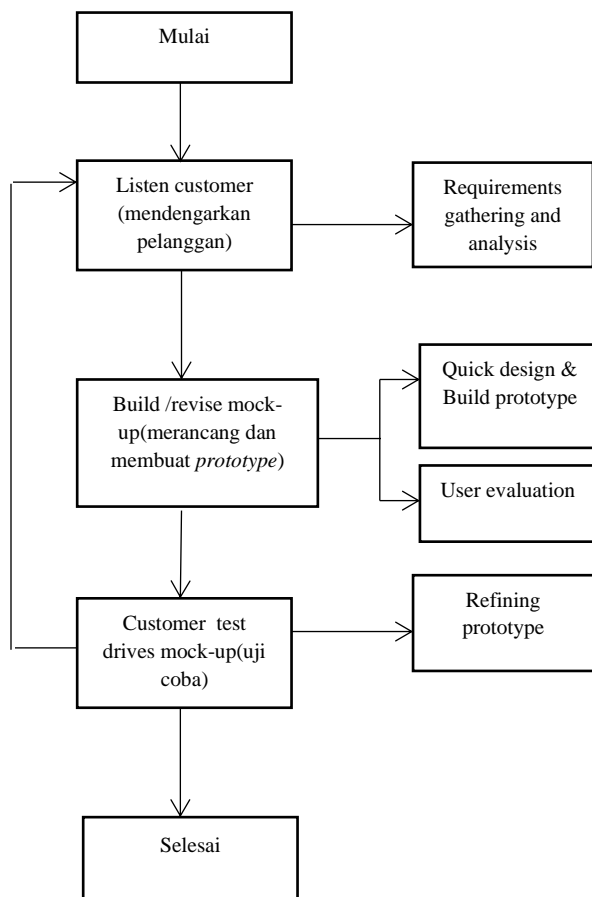 Mulai
Listen customer
(mendengarkan
pelanggan)
Requirements
gathering and
analysis
Build /revise mock-
up(merancang dan
membuat prototype)
Quick design &
Build prototype
User evaluation
Customer  test
drives mock-up(uji
coba)
Refining
prototype
Selesai